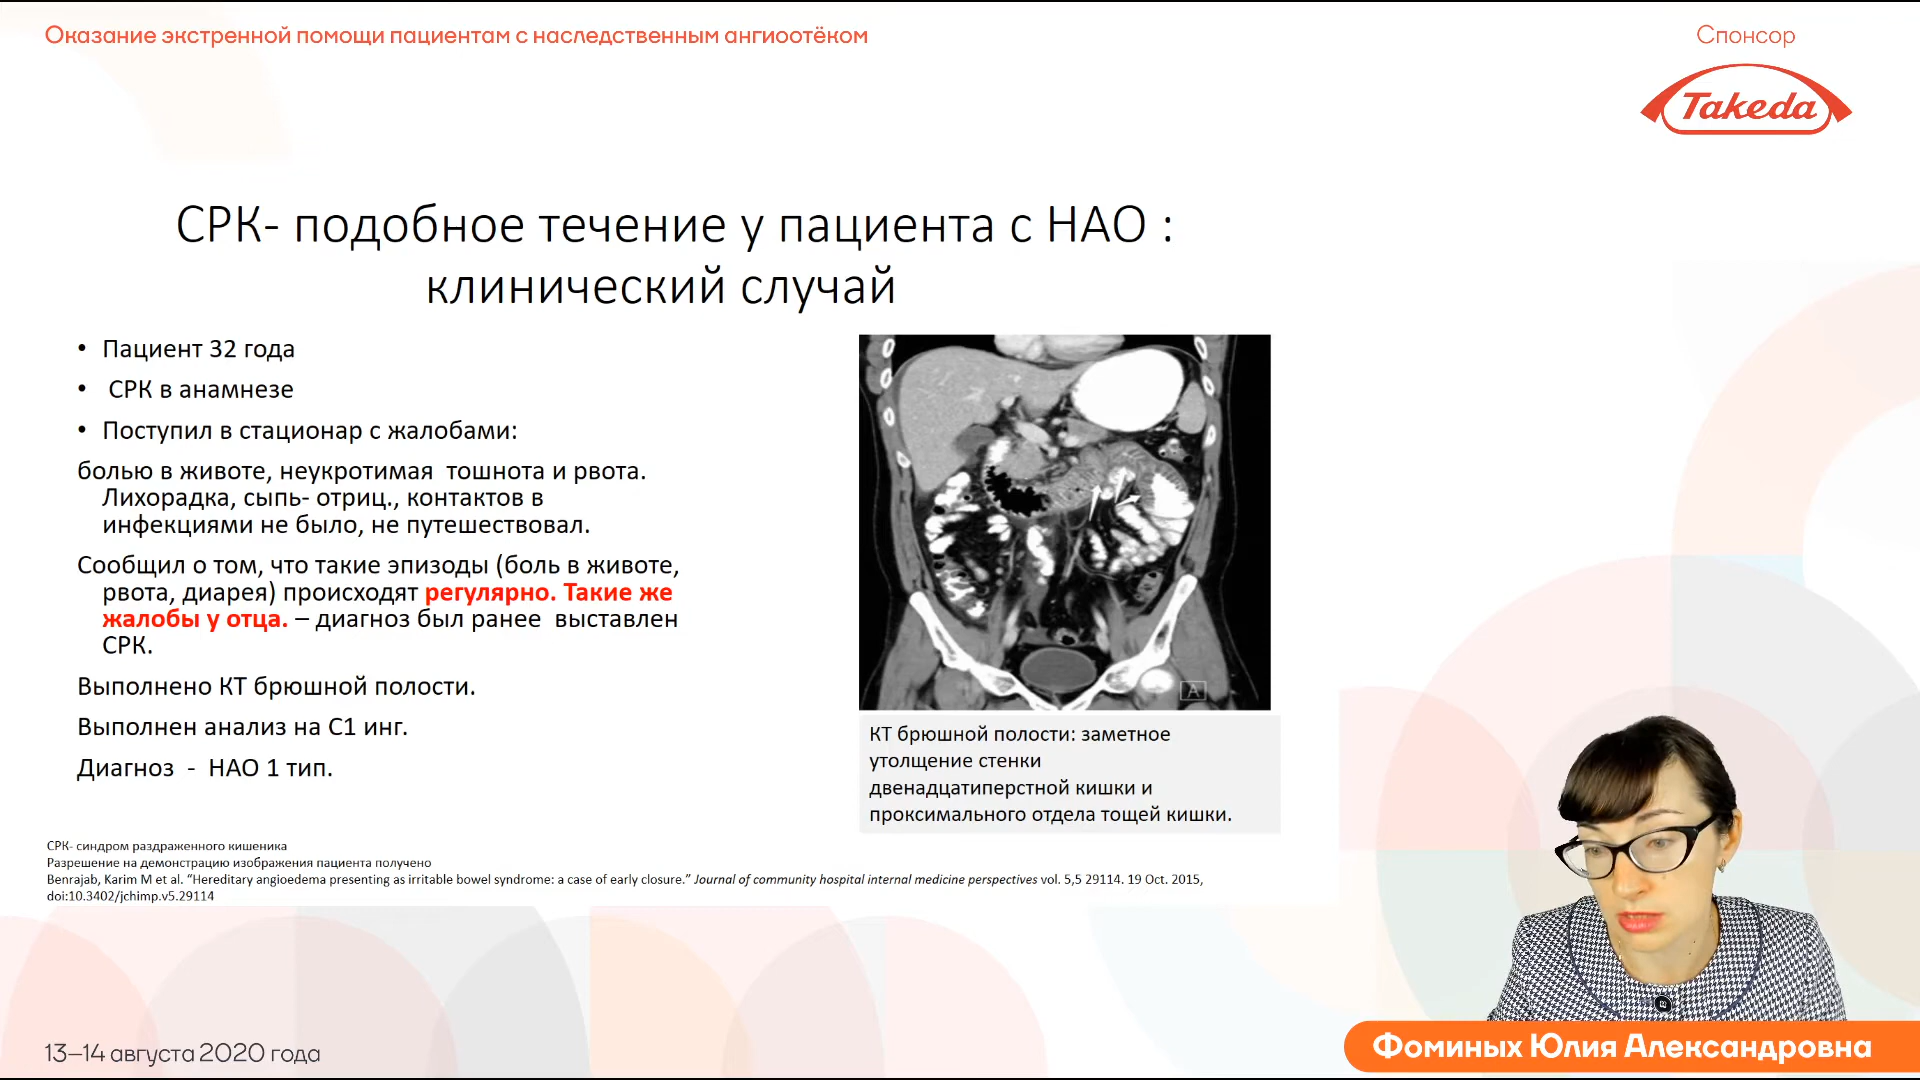 Оказание экстренной помощи пациентам с наследственным ангиоотёком
Спонсор
Takeda
СРК- подобное течение у пациента с НАО :
клинический случай
• Пациент 32 года
• СРК в анамнезе
• Поступил в стационар с жалобами:
болью в животе, неукротимая тошнота и рвота.
Лихорадка, сыпь- отриц., контактов в
инфекциями не было, не путешествовал.
Сообщил о том, что такие эпизоды (боль в животе,
рвота, диарея) происходят регулярно. Такие же
жалобы у отца. – диагноз был ранее выставлен
СРК.
Выполнено КТ брюшной полости.
Выполнен анализ на С1 инг.
Диагноз - НАО 1 тип.
A
КТ брюшной полости: заметное
утолщение стенки
двенадцатиперстной кишки и
проксимального отдела тощей кишки.
СРК- синдром раздраженного кишеника
Разрешение на демонстрацию изображения пациента получено
Benrajab, Karim M et al. “Hereditary angioedema presenting as irritable bowel syndrome: a case of early closure.” Journal of community hospital internal medicine perspectives vol. 5,5 29114. 19 Oct. 2015,
doi:10.3402/jchimp.v5.29114
13–14 августа 2020 года
Фоминых Юлия Александровна